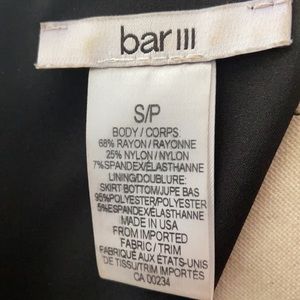 bar III
S/P
BODY / CORPS
68% RAYON / RAYONNE
25% NYLON / NYLON
7% SPANDEX/ÉLASTHANNE
LINING/DOUBLURE:
SKIRT BOTTOM/JUPE BAS
95%POLYESTER/POLYESTER
5%SPANDEX/ÉLASTHANNE
MADE IN USA
FROM IMPORTED
FABRIC / TRIM
FABRIQUÉ AUX ÉTATS-UNIS
DE TISSU/TRIM IMPORTÉS
CA 00234